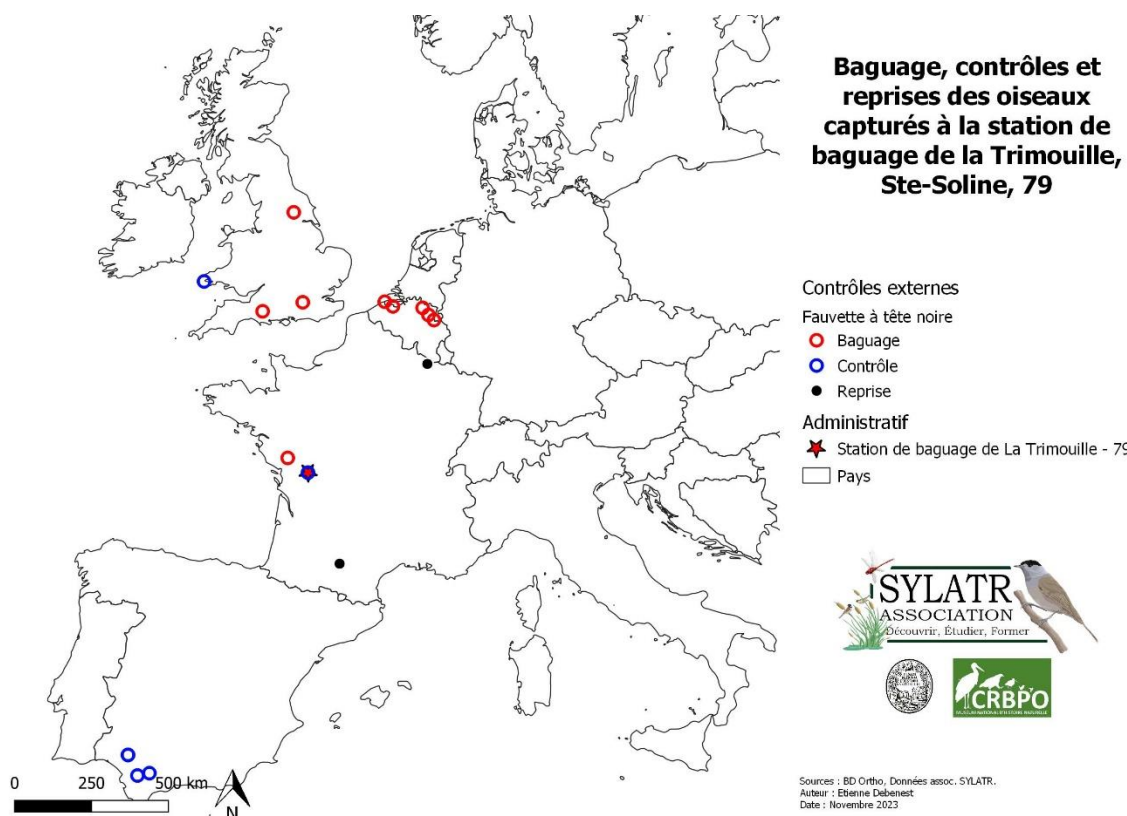 Baguage, contrôles et
reprises des oiseaux
capturés à la station de
baguage de la Trimouille,
Ste-Soline, 79
Contrôles externes
Fauvette à tête noire
Baguage
Contrôle
Reprise
Administratif
Station de baguage de La Trimouille - 79
Pays
SYLATR
ASSOCIATION
Découvrir, Étudier, Former
CRBPO
0 250 500 km
N
Sources : BD Ortho, Données assoc. SYLATR.
Auteur : Etienne Debenest
Date : Novembre 2023